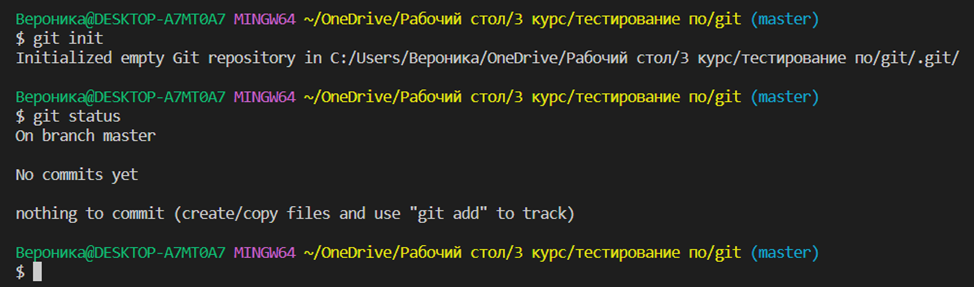 Вероника@DESKTOP-A7MT0A7 MINGW64 ~/OneDrive/Рабочий стол/3 курс/тестирование по/git (master)
$ git init
Initialized empty Git repository in C:/Users/Вероника/OneDrive/Рабочий стол/3 курс/тестирование по/git/.git/
Вероника@DESKTOP-A7MT0A7 MINGW64 ~/OneDrive/Рабочий стол/3 курс/тестирование по/git (master)
$ git status
On branch master
No commits yet
nothing to commit (create/copy files and use "git add" to track)
Вероника@DESKTOP-A7MT0A7 MINGW64 ~/OneDrive/Рабочий стол/3 курс/тестирование по/git (master)
$